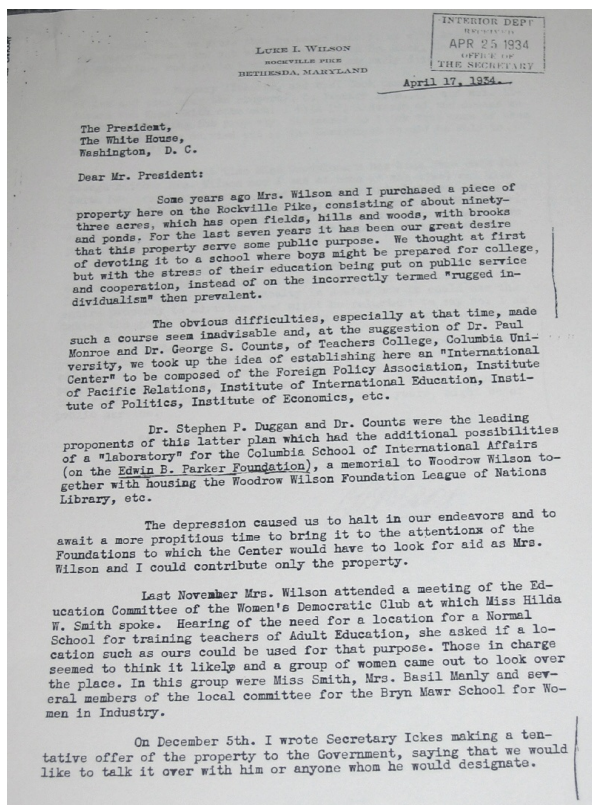 INTERIOR DEPT
RECEIVED
APR 25 1934
OFFICE OF
THE SECRETARY
LUKE I. WILSON
ROCKVILLE PIKE
BETHESDA, MARYLAND
April 17, 1934.
The President,
The White House,
Washington, D. C.
Dear Mr. President:
Some years ago Mrs. Wilson and I purchased a piece of
property here on the Rockville Pike, consisting of about ninety-
three acres, which has open fields, hills and woods, with brooks
and ponds. For the last seven years it has been our great desire
that this property serve some public purpose. We thought at first
of devoting it to a school where boys might be prepared for college,
but with the stress of their education being put on public service
and cooperation, instead of on the incorrectly termed "rugged in-
dividualism" then prevalent.
The obvious difficulties, especially at that time, made
such a course seem inadvisable and, at the suggestion of Dr. Paul
Monroe and Dr. George S. Counts, of Teachers College, Columbia Uni-
versity, we took up the idea of establishing here an "International
Center" to be composed of the Foreign Policy Association, Institute
of Pacific Relations, Institute of International Education, Insti-
tute of Politics, Institute of Economics, etc.
Dr. Stephen P. Duggan and Dr. Counts were the leading
proponents of this latter plan which had the additional possibilities
of a "laboratory" for the Columbia School of International Affairs
(on the Edwin B. Parker Foundation), a memorial to Woodrow Wilson to-
gether with housing the Woodrow Wilson Foundation League of Nations
Library, etc.
The depression caused us to halt in our endeavors and to
await a more propitious time to bring it to the attention of the
Foundations to which the Center would have to look for aid as Mrs.
Wilson and I could contribute only the property.
Last November Mrs. Wilson attended a meeting of the Ed-
ucation Committee of the Women's Democratic Club at which Miss Hilda
W. Smith spoke. Hearing of the need for a location for a Normal
School for training teachers of Adult Education, she asked if a lo-
cation such as ours could be used for that purpose. Those in charge
seemed to think it likely and a group of women came out to look over
the place. In this group were Miss Smith, Mrs. Basil Manly and sev-
eral members of the local committee for the Bryn Mawr School for Wo-
men in Industry.
On December 5th. I wrote Secretary Ickes making a ten-
tative offer of the property to the Government, saying that we would
like to talk it over with him or anyone whom he would designate.